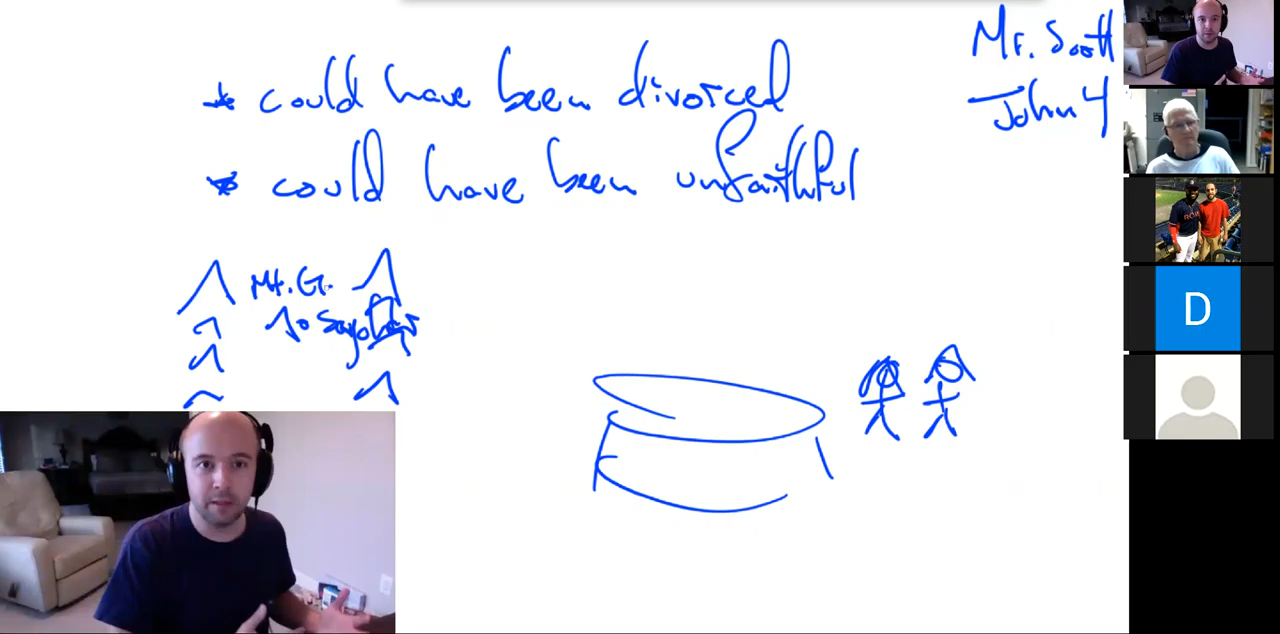 Mr. Scott
John 4
* could have been divorced
* could have been unfaithful
Mt. G.
D